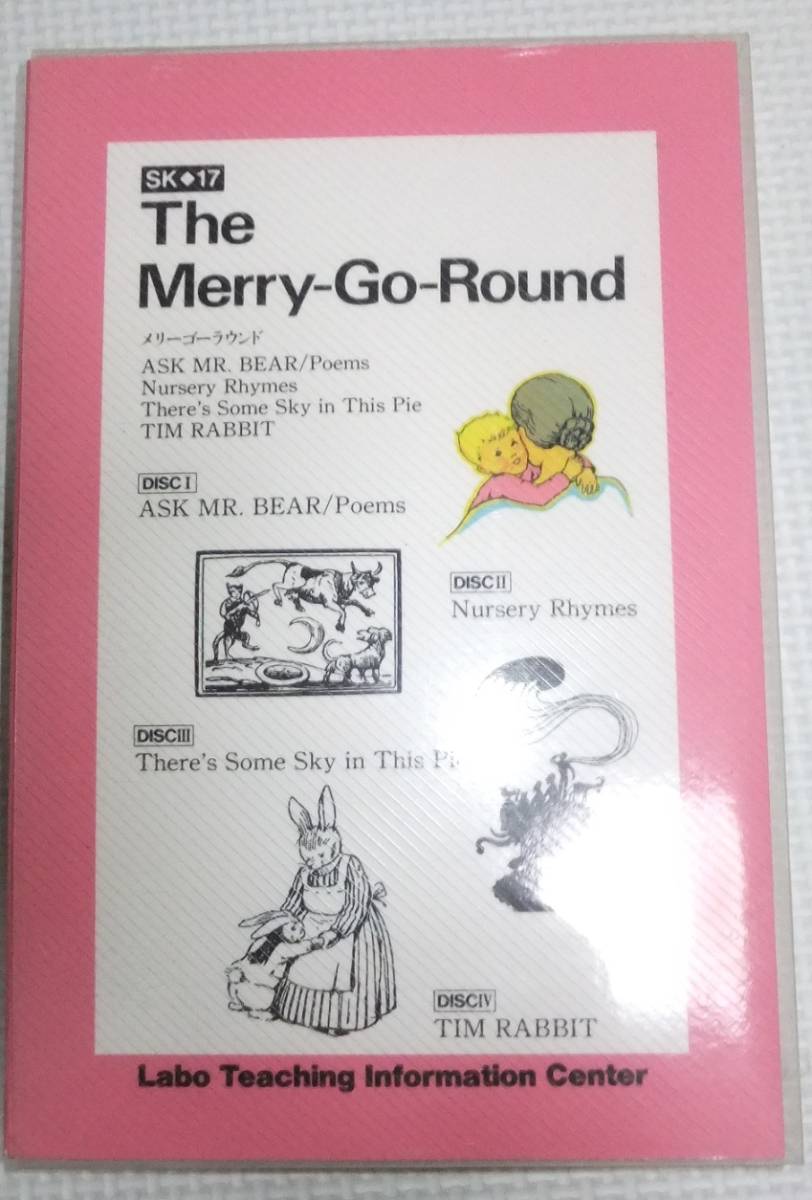 SK◆17
The
Merry-Go-Round
メリーゴーラウンド
ASK MR. BEAR/Poems
Nursery Rhymes
There's Some Sky in This Pie
TIM RABBIT
DISC I
ASK MR. BEAR/Poems
DISC II
Nursery Rhymes
DISC III
There's Some Sky in This
DISC IV
TIM RABBIT
Labo Teaching Information Center